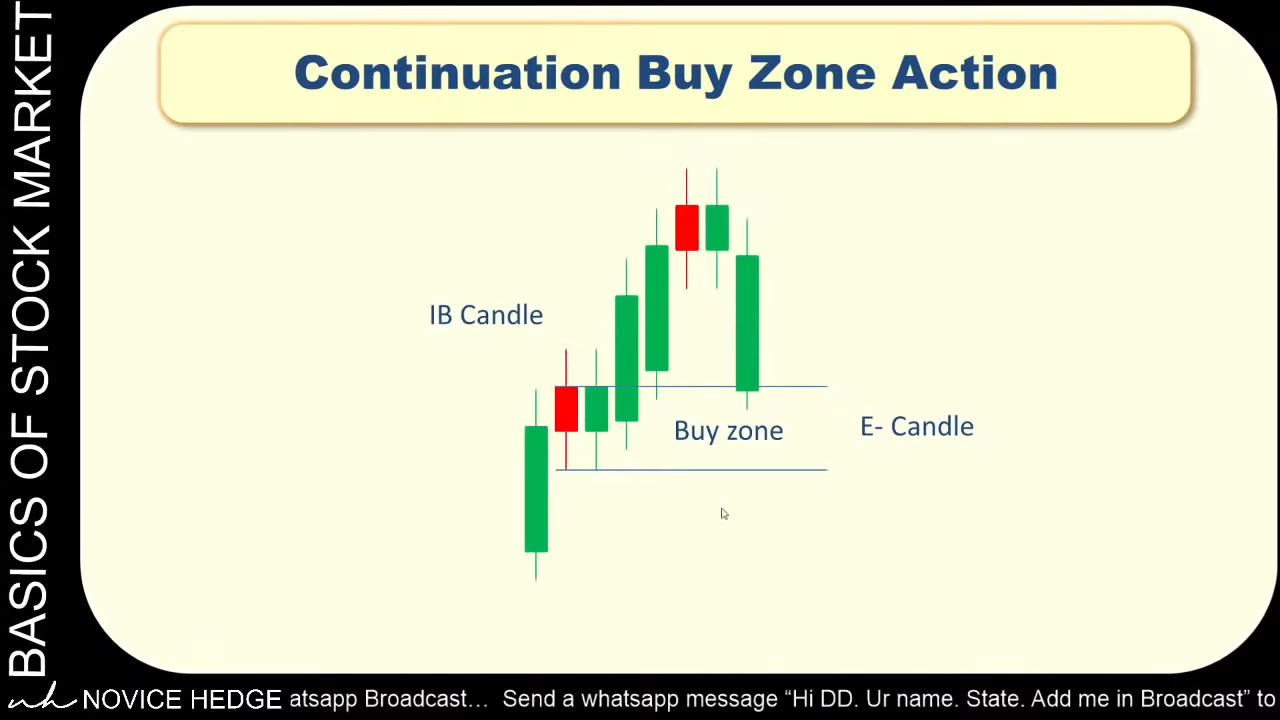 BASICS OF STOCK MARKET
Continuation Buy Zone Action
IB Candle
Buy zone
E- Candle
NOVICE HEDGE
atsapp Broadcast... Send a whatsapp message “Hi DD. Ur name. State. Add me in Broadcast” to